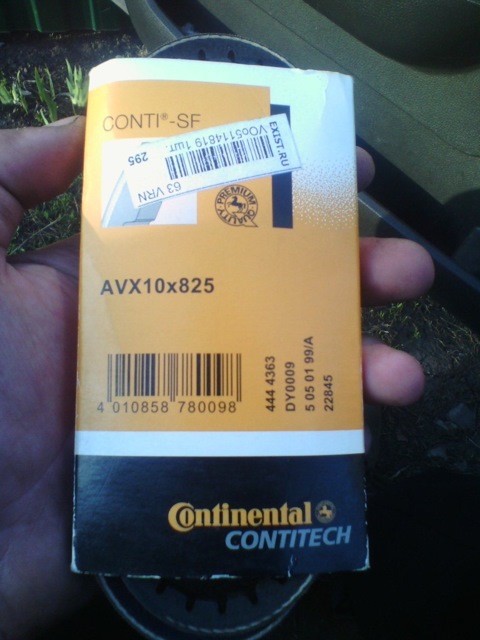 CONTI®-SF
EXIST.RU
VOo5114819 1шт.
63 VRN
295
PREMIUM
QUALITY
AVX10x825
4 010858 780098
444 4363
DY0009
5 05 01 99/A
22845
Continental
CONTITECH